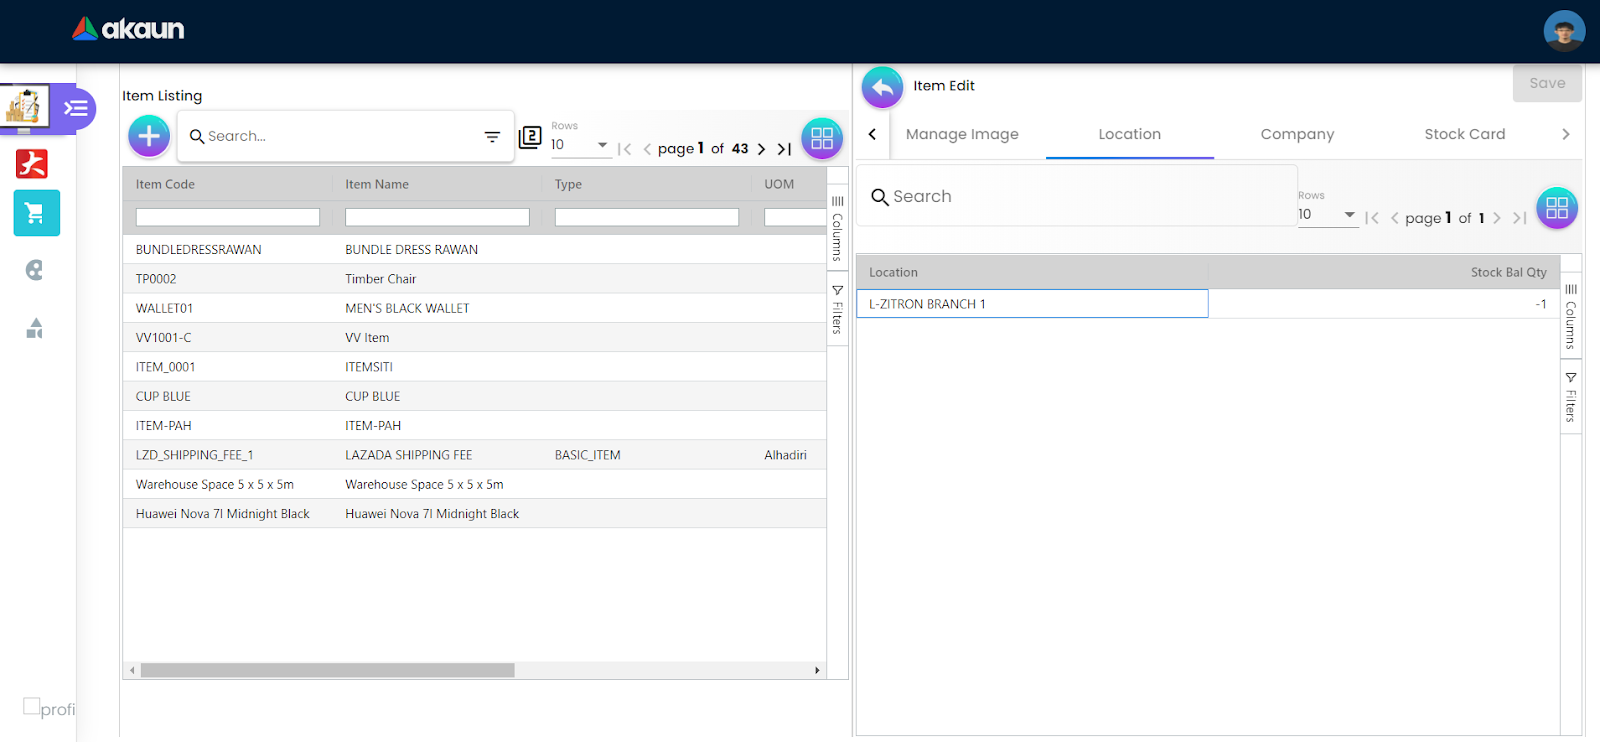 akaun
Item Listing
Search...
2
Rows
10
page 1 of 43
Item Code Item Name Type UOM
BUNDLEDRESSRAWAN BUNDLE DRESS RAWAN
TP0002 Timber Chair
WALLET01 MEN'S BLACK WALLET
VV1001-C VV Item
ITEM_0001 ITEMSITI
CUP BLUE CUP BLUE
ITEM-PAH ITEM-PAH
LZD_SHIPPING_FEE_1 LAZADA SHIPPING FEE BASIC_ITEM Alhadiri
Warehouse Space 5 x 5 x 5m Warehouse Space 5 x 5 x 5m
Huawei Nova 7I Midnight Black Huawei Nova 7I Midnight Black
Columns
Filters
profi
Item Edit
Save
Manage Image Location Company Stock Card
Search
Rows
10
page 1 of 1
Location Stock Bal Qty
L-ZITRON BRANCH 1 -1
Columns
Filters